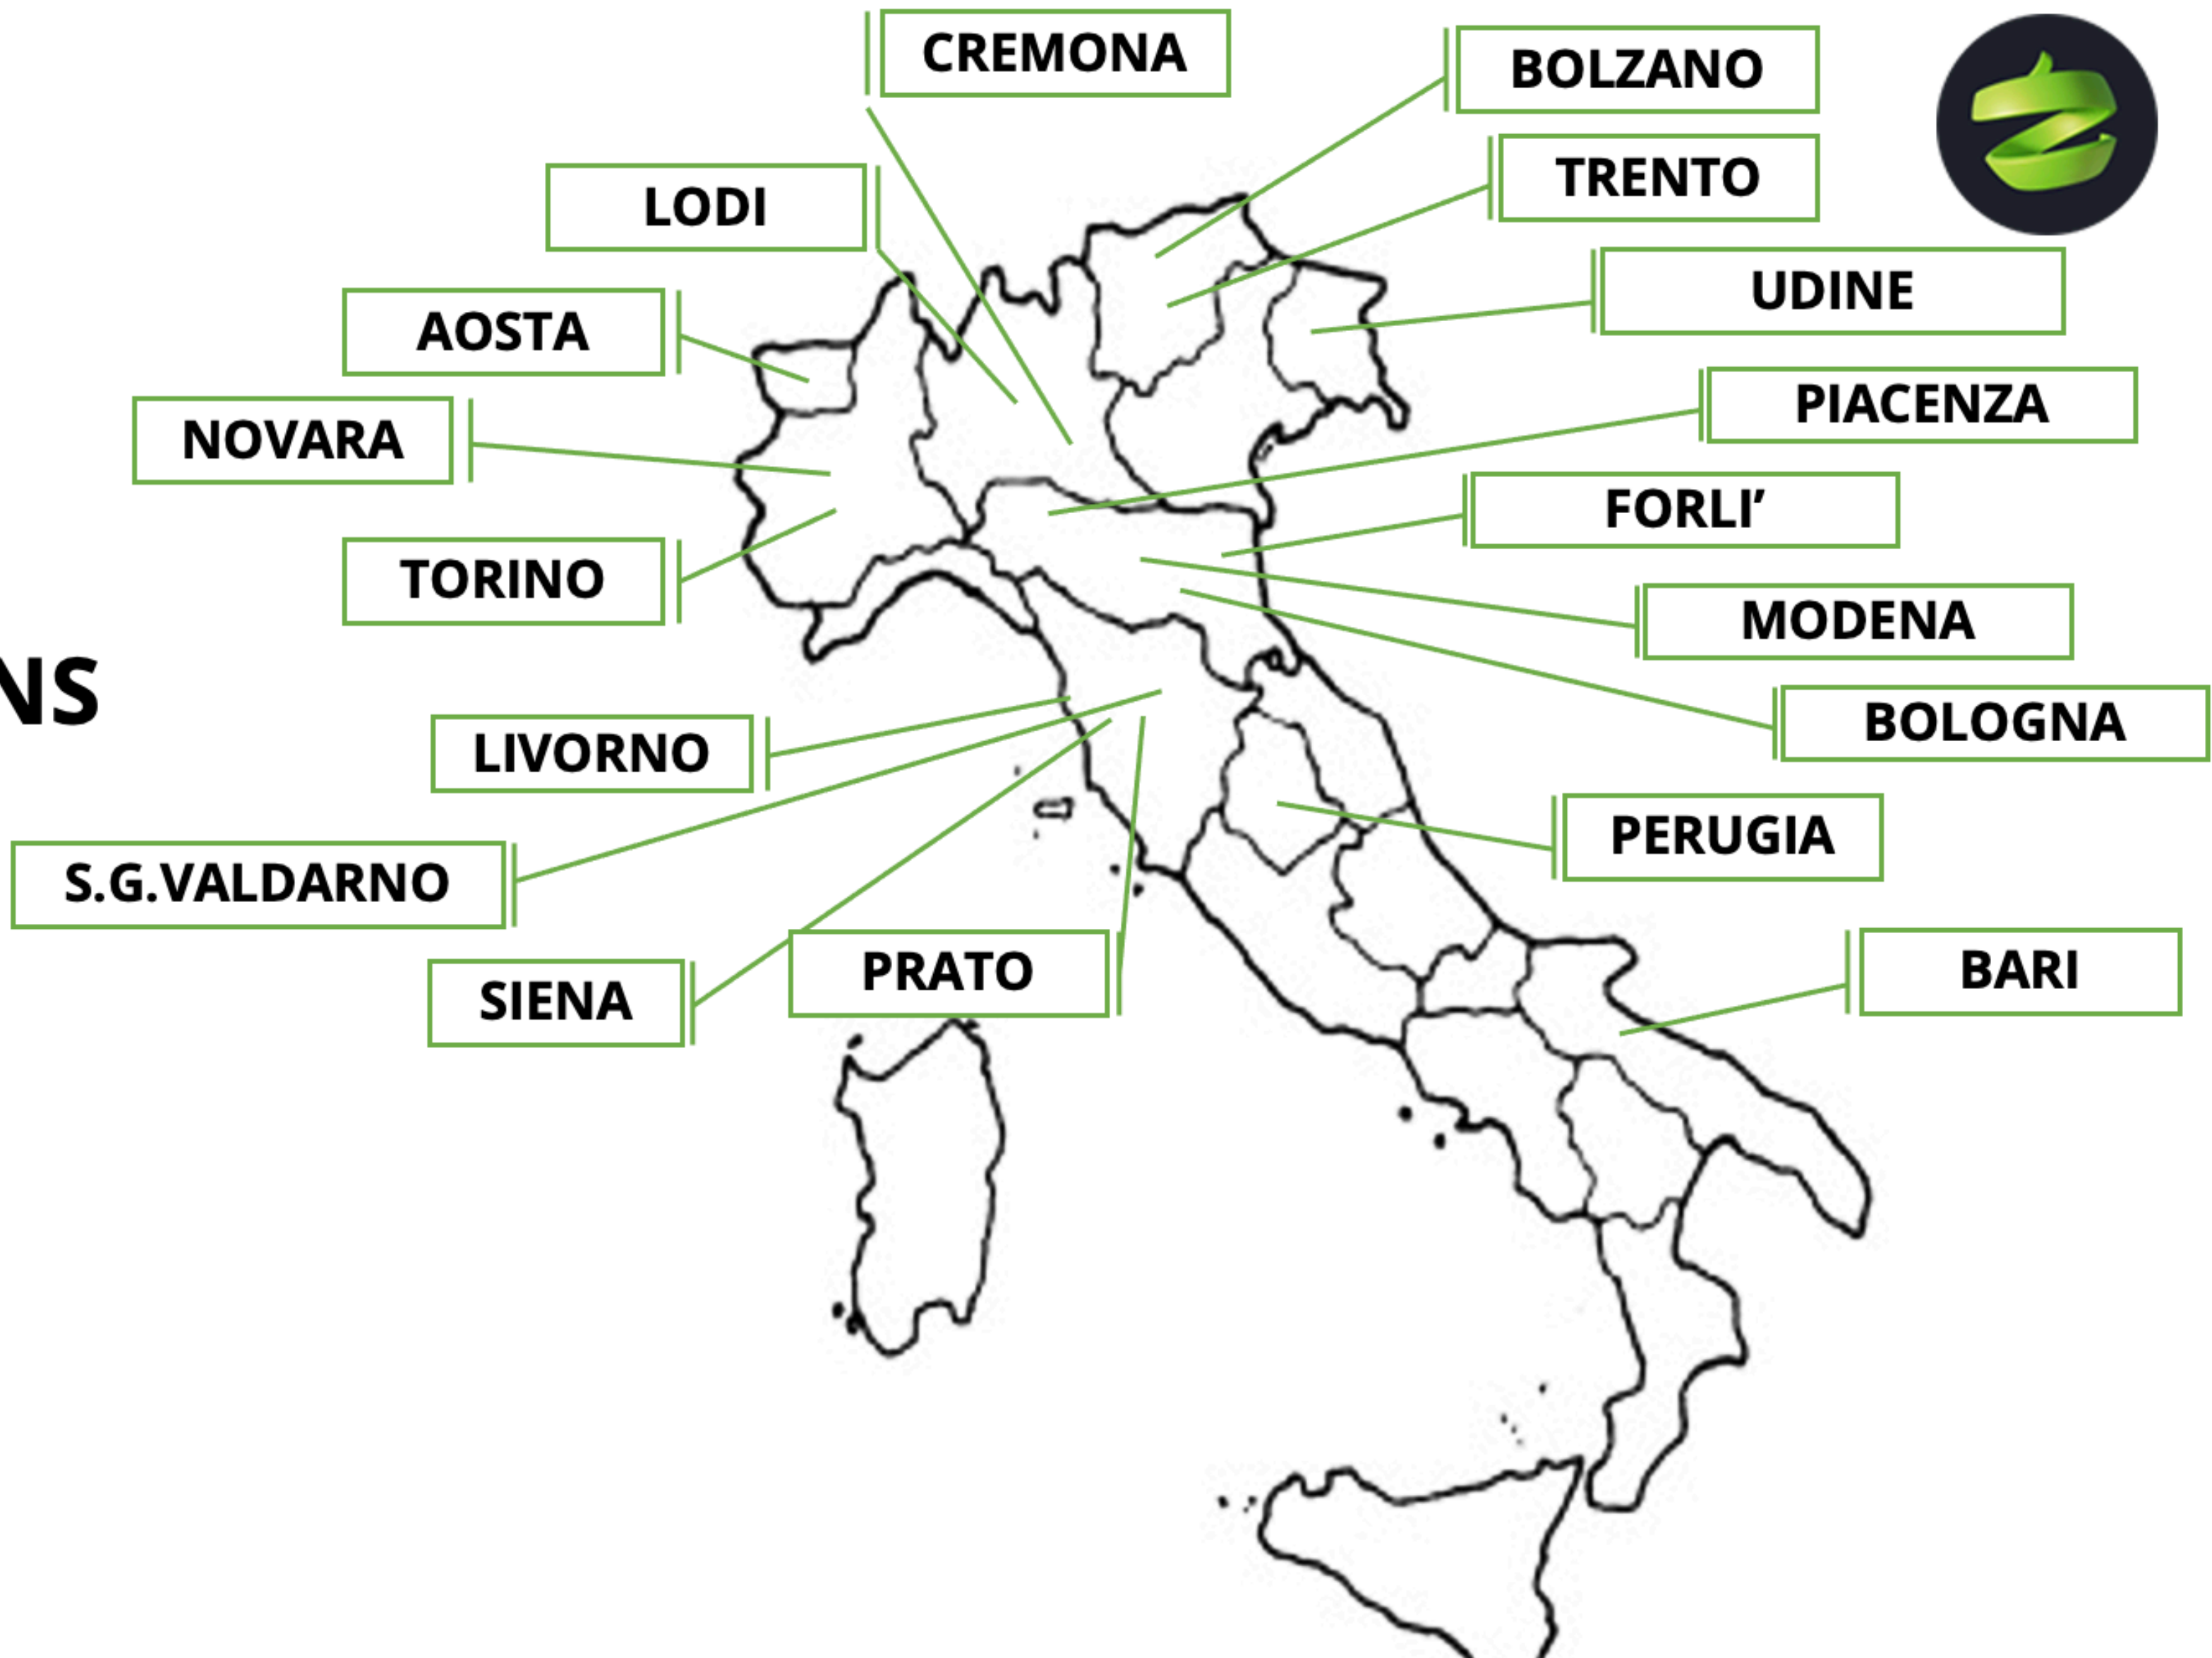 CREMONA
BOLZANO
LODI
TRENTO
AOSTA
UDINE
NOVARA
PIACENZA
TORINO
FORLI’
MODENA
NS
LIVORNO
BOLOGNA
S.G.VALDARNO
PERUGIA
SIENA
PRATO
BARI